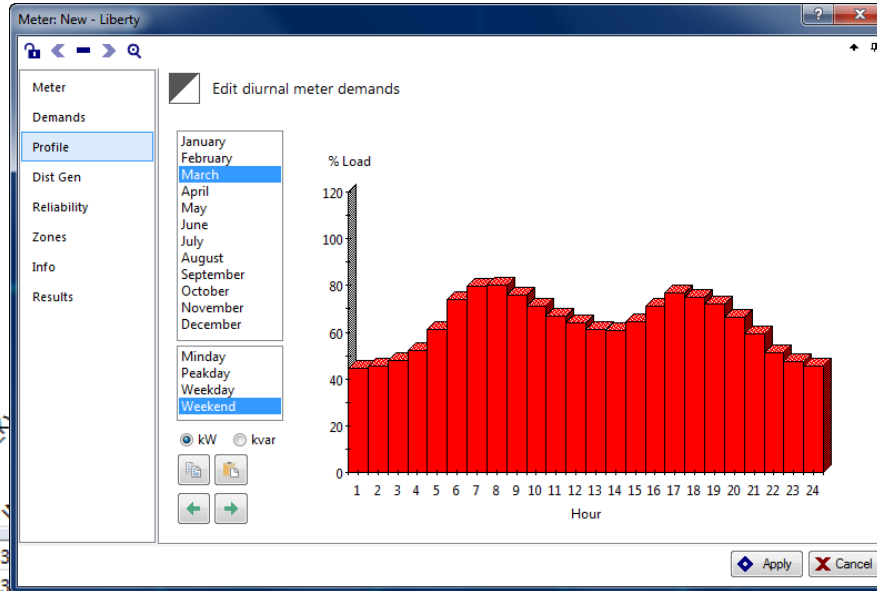 Meter: New - Liberty
Meter
Demands
Profile
Dist Gen
Reliability
Zones
Info
Results
Edit diurnal meter demands
January
February
March
April
May
June
July
August
September
October
November
December
Minday
Peakday
Weekday
Weekend
kW kvar
% Load
120
100
80
60
40
20
0
1 2 3 4 5 6 7 8 9 10 11 12 13 14 15 16 17 18 19 20 21 22 23 24
Hour
Apply Cancel
3
3